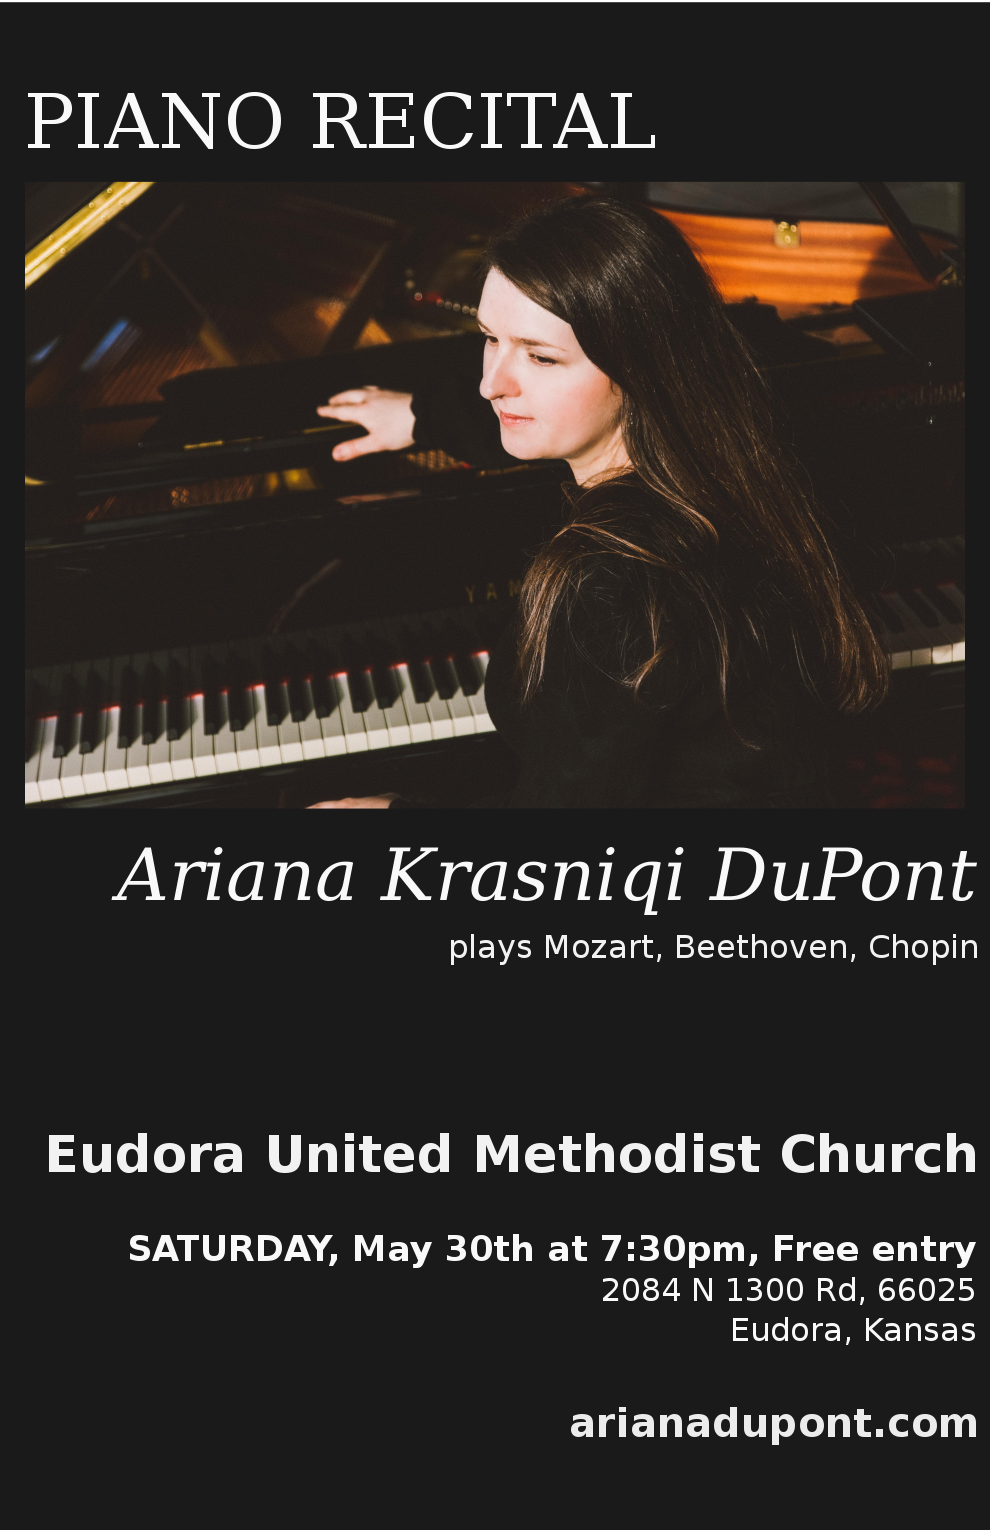 PIANO RECITAL
YAM
Ariana Krasniqi DuPont
plays Mozart, Beethoven, Chopin
Eudora United Methodist Church
SATURDAY, May 30th at 7:30pm, Free entry
2084 N 1300 Rd, 66025
Eudora, Kansas
arianadupont.com